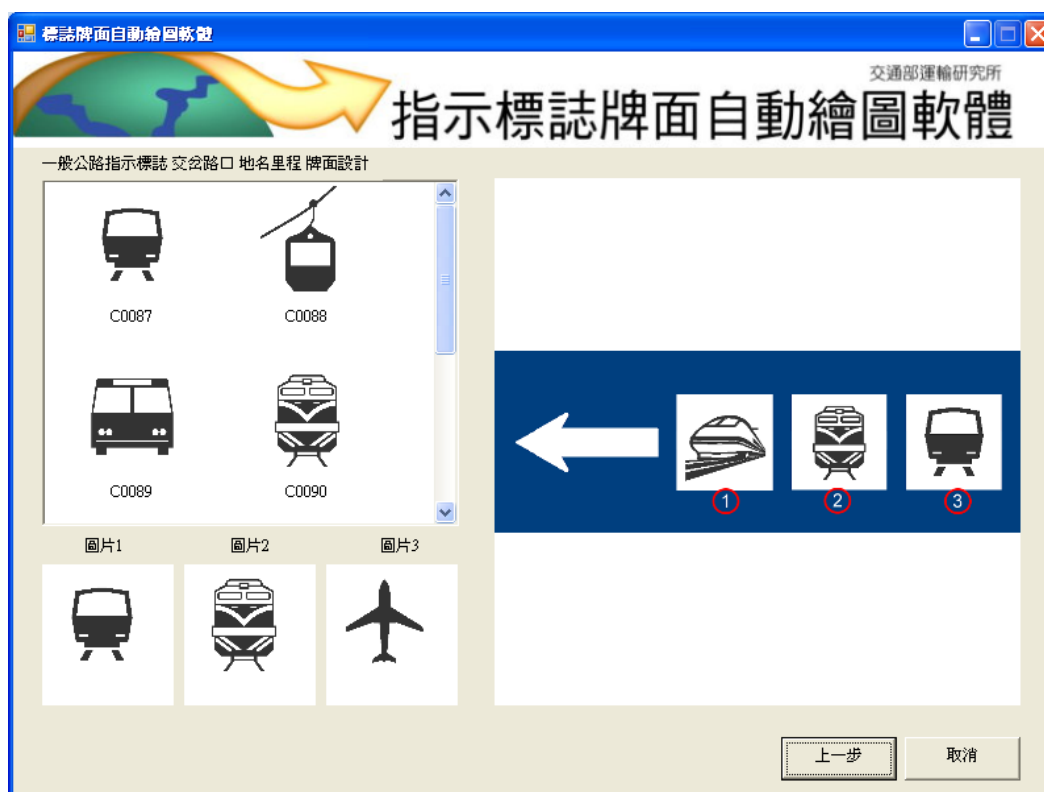 標誌牌面自動繪圖軟體
交通部運輸研究所
指示標誌牌面自動繪圖軟體
一般公路指示標誌 交岔路口 地名里程 牌面設計
C0087 C0088
C0089 C0090
圖片1 圖片2 圖片3
1 2 3
上一步 取消